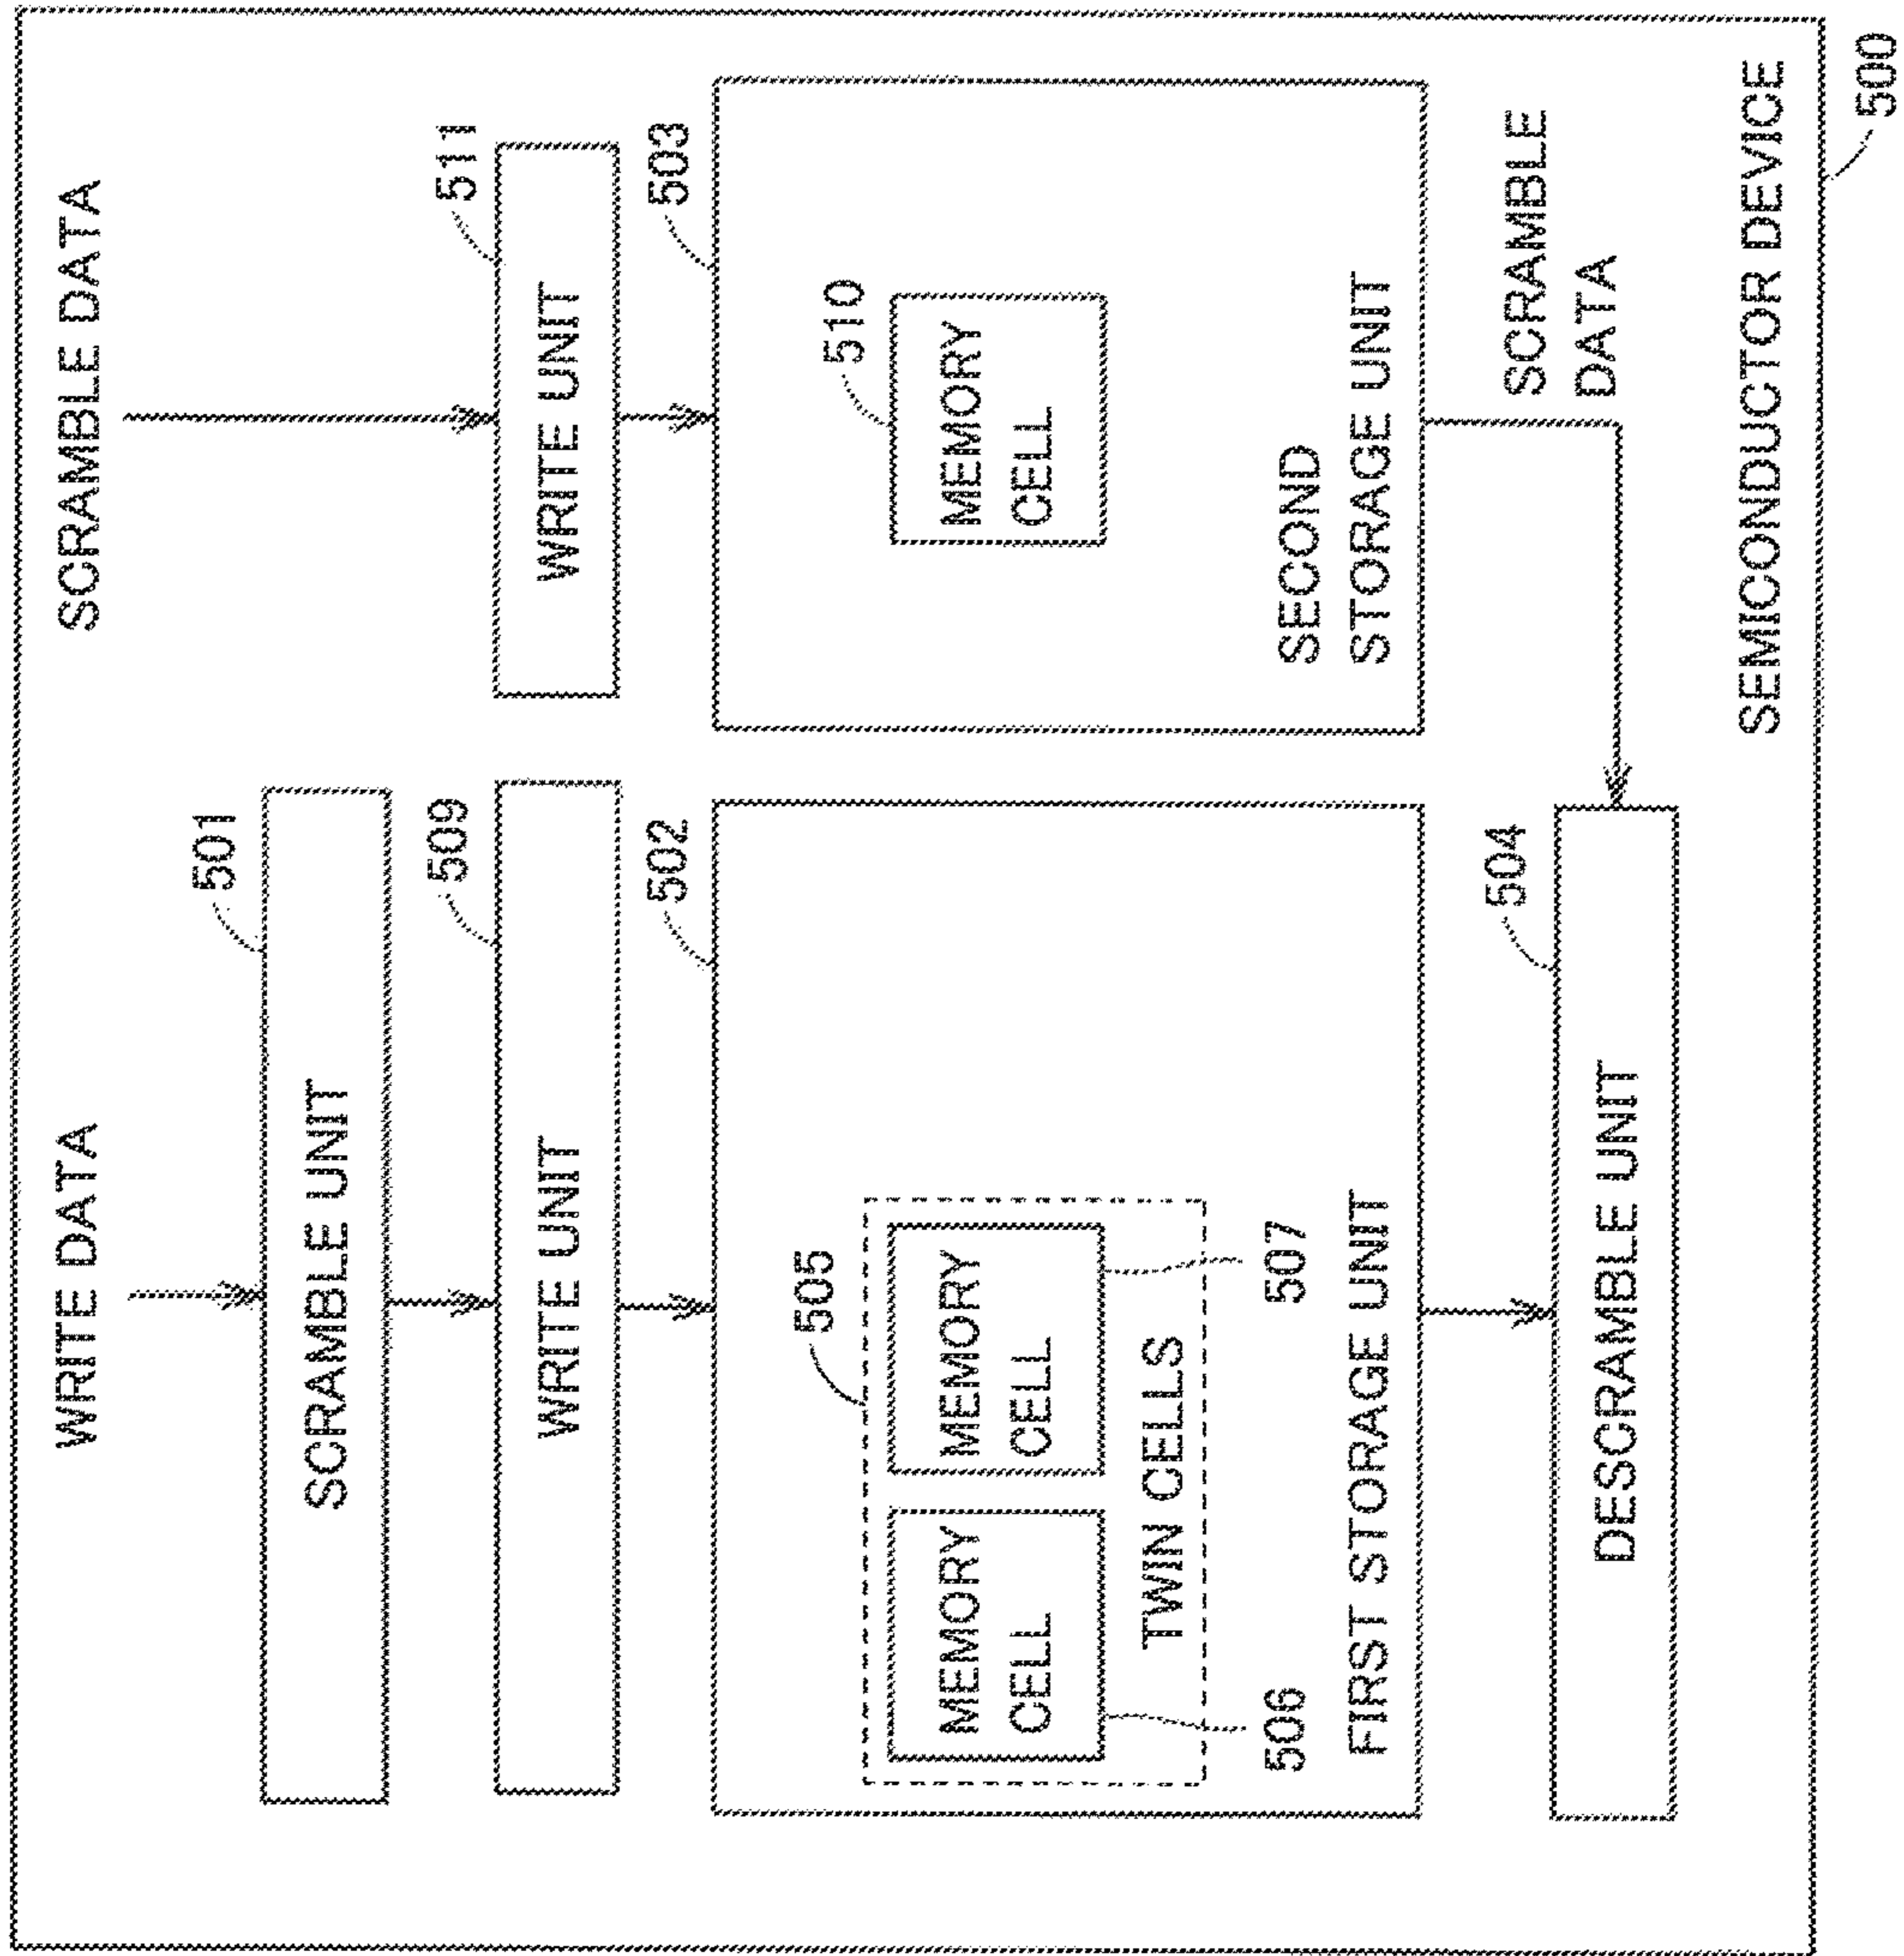 WRITE DATA
SCRAMBLE DATA
501
SCRAMBLE UNIT
509
511
WRITE UNIT
WRITE UNIT
502
503
505
510
MEMORY
CELL
MEMORY
CELL
MEMORY
CELL
TWIN CELLS
506
507
FIRST STORAGE UNIT
SECOND
STORAGE UNIT
504
SCRAMBLE
DATA
DESCRAMBLE UNIT
SEMICONDUCTOR DEVICE
500